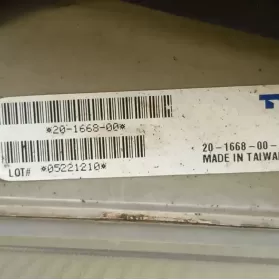 *20-1668-00*
LOT# *05221210*
20-1668-00-
MADE IN TAIWAN